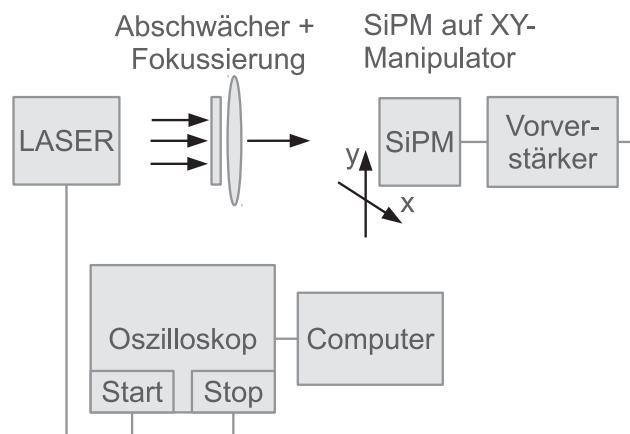 Abschwächer +
Fokussierung
SiPM auf XY-
Manipulator
LASER
SiPM
Vorver-
stärker
y
x
Oszilloskop
Computer
Start
Stop